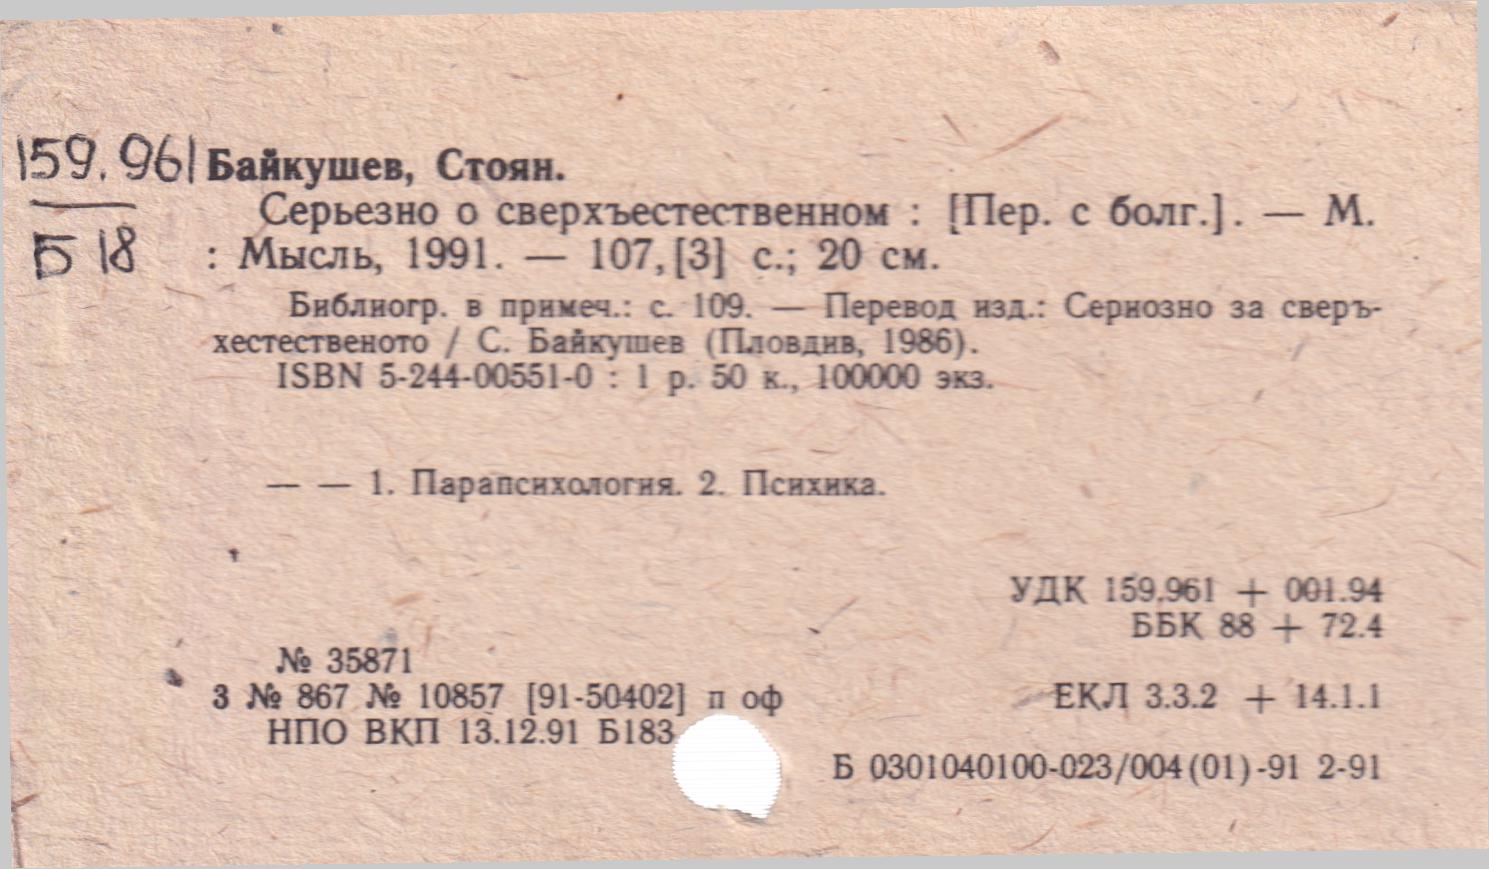 159.961 Байкушев, Стоян.
Серьезно о сверхъестественном : [Пер. с болг.]. — М.
Б 18 : Мысль, 1991. — 107, [3] с.; 20 см.
Библиогр. в примеч.: с. 109. — Перевод изд.: Сериозно за свръ-
хестественото / С. Байкушев (Пловдив, 1986).
ISBN 5-244-00551-0 : 1 р. 50 к., 100000 экз.
— — 1. Парапсихология. 2. Психика.
УДК 159.961 + 001.94
ББК 88 + 72.4
№ 35871
3 № 867 № 10857 [91-50402] п оф ЕКЛ 3.3.2 + 14.1.1
НПО ВКП 13.12.91 Б183
Б 0301040100-023/004(01)-91 2-91